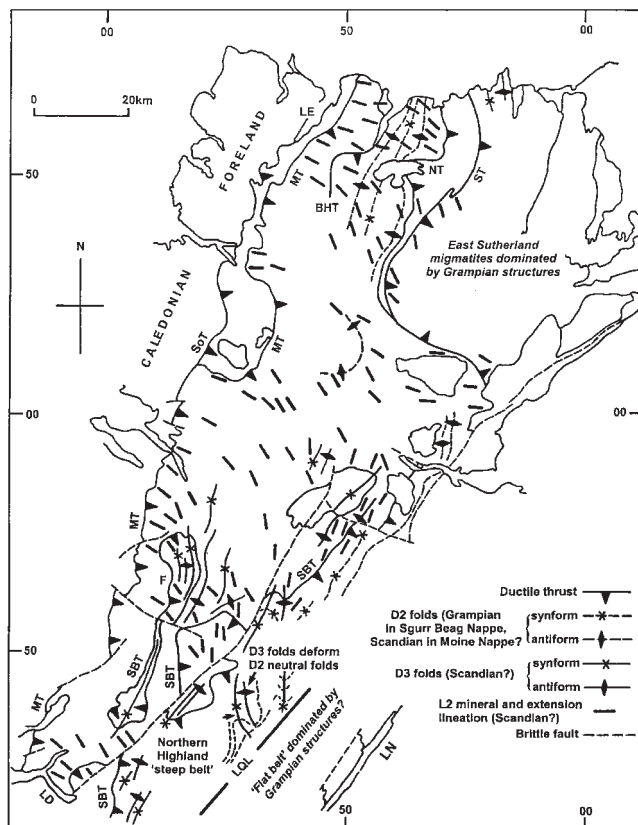 00
50
00
0
20km
LE
FORELAND
50
MT
BHT
NT
ST
East Sutherland
migmatites dominated
by Grampian structures
N
CALEDONIAN
SoT
MT
00
00
MT
SBT
F
Ductile thrust
D2 folds (Grampian
in Sgurr Beag Nappe,
Scandian in Moine Nappe?
synform
antiform
D3 folds (Scandian?)
synform
antiform
L2 mineral and extension
lineation (Scandian?)
Brittle fault
50
SBT
SBT
D3 folds deform
D2 neutral folds
MT
Northern
Highland
'steep belt'
LQL
'Flat belt' dominated by
Grampian structures?
LN
LD
SBT
50
00